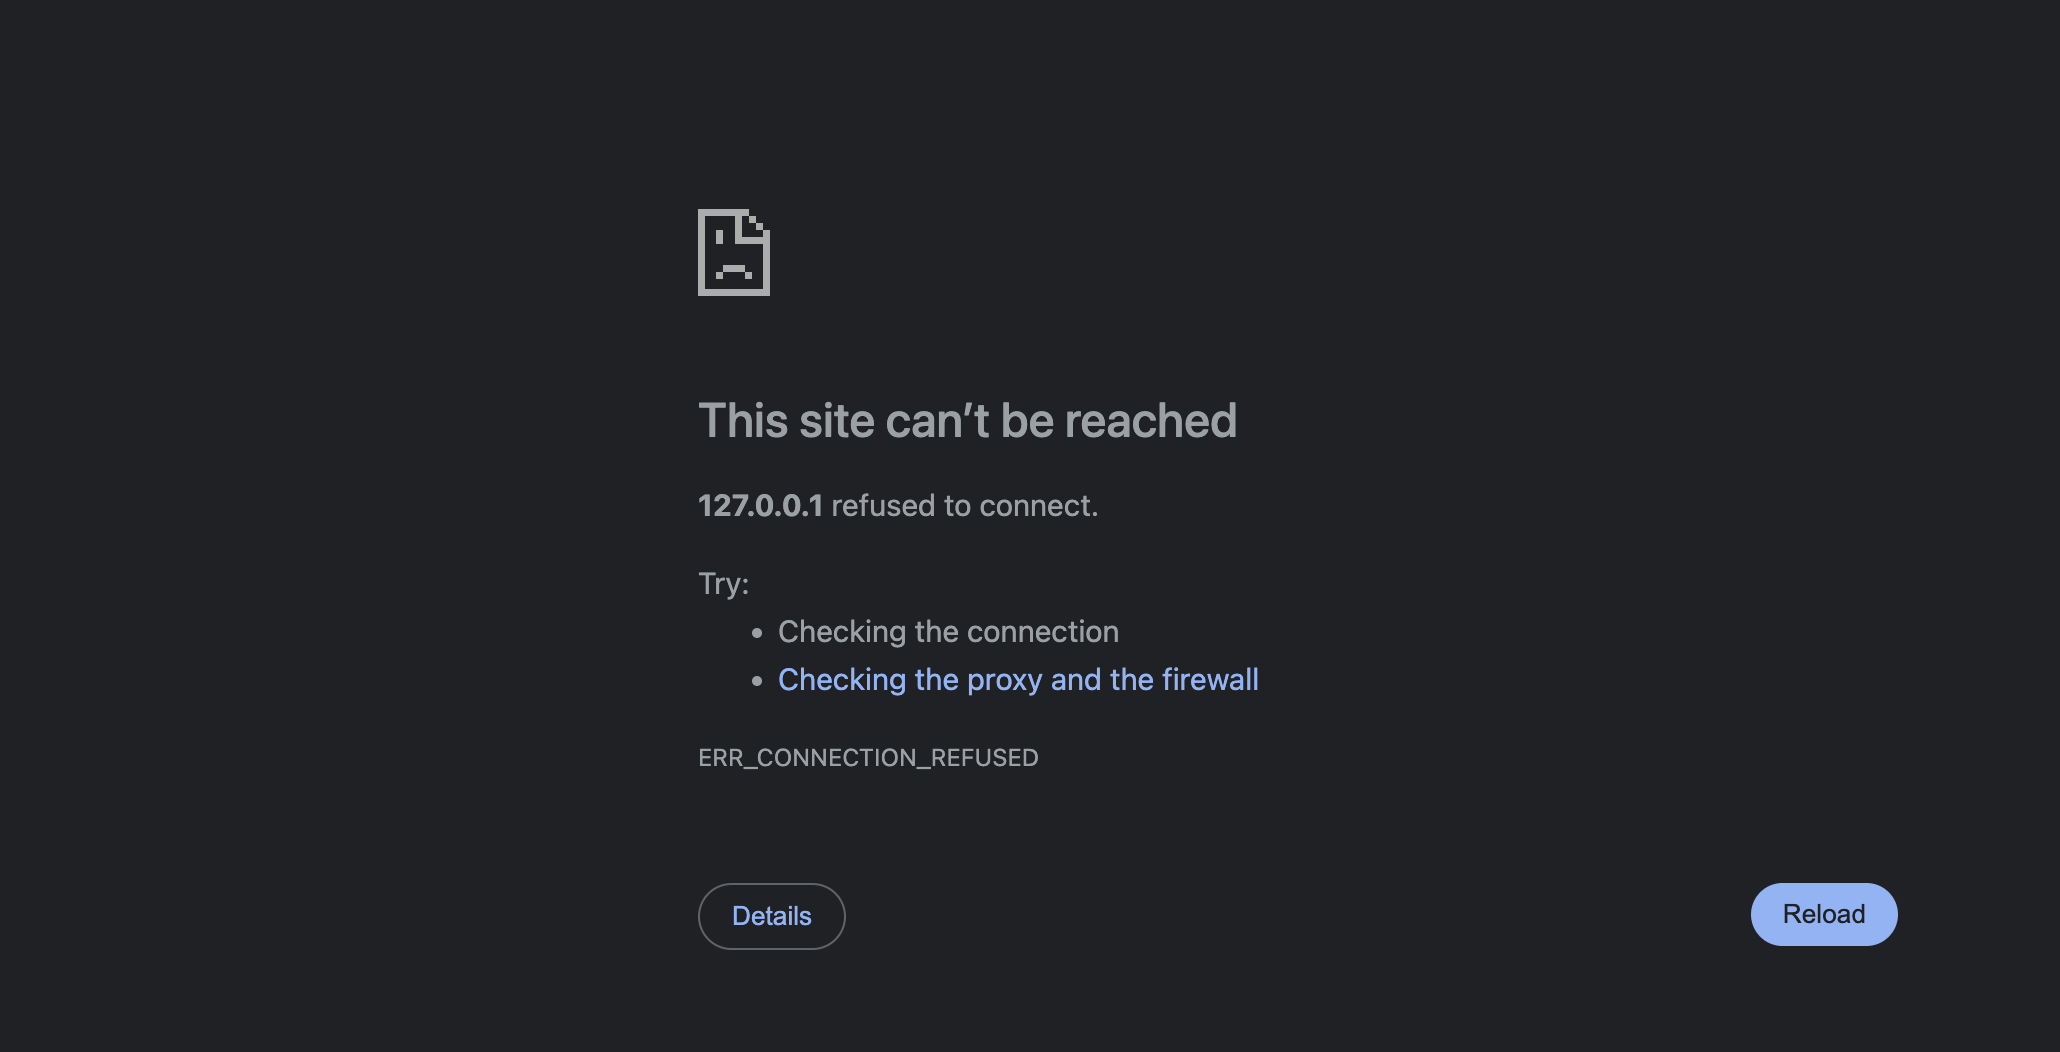 This site can’t be reached
127.0.0.1 refused to connect.
Try:
• Checking the connection
• Checking the proxy and the firewall
ERR_CONNECTION_REFUSED
Details
Reload